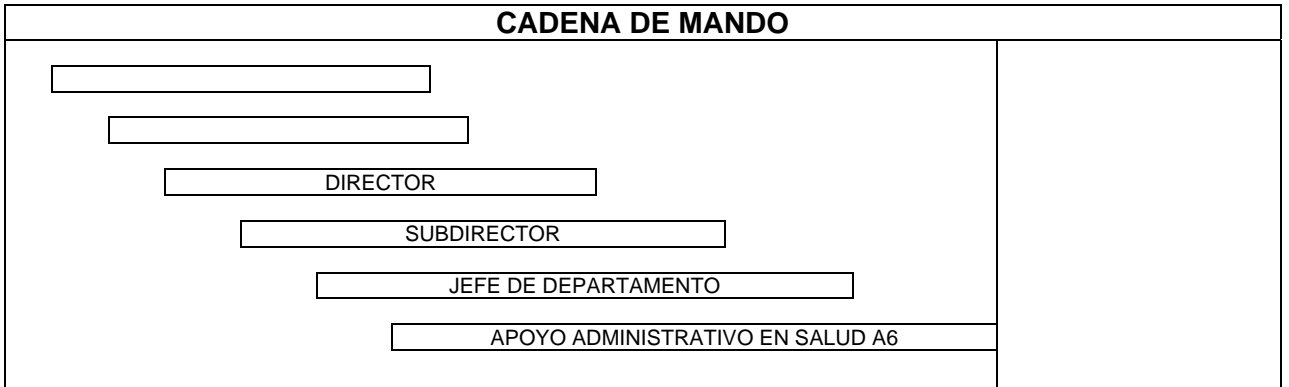 CADENA DE MANDO
DIRECTOR
SUBDIRECTOR
JEFE DE DEPARTAMENTO
APOYO ADMINISTRATIVO EN SALUD A6